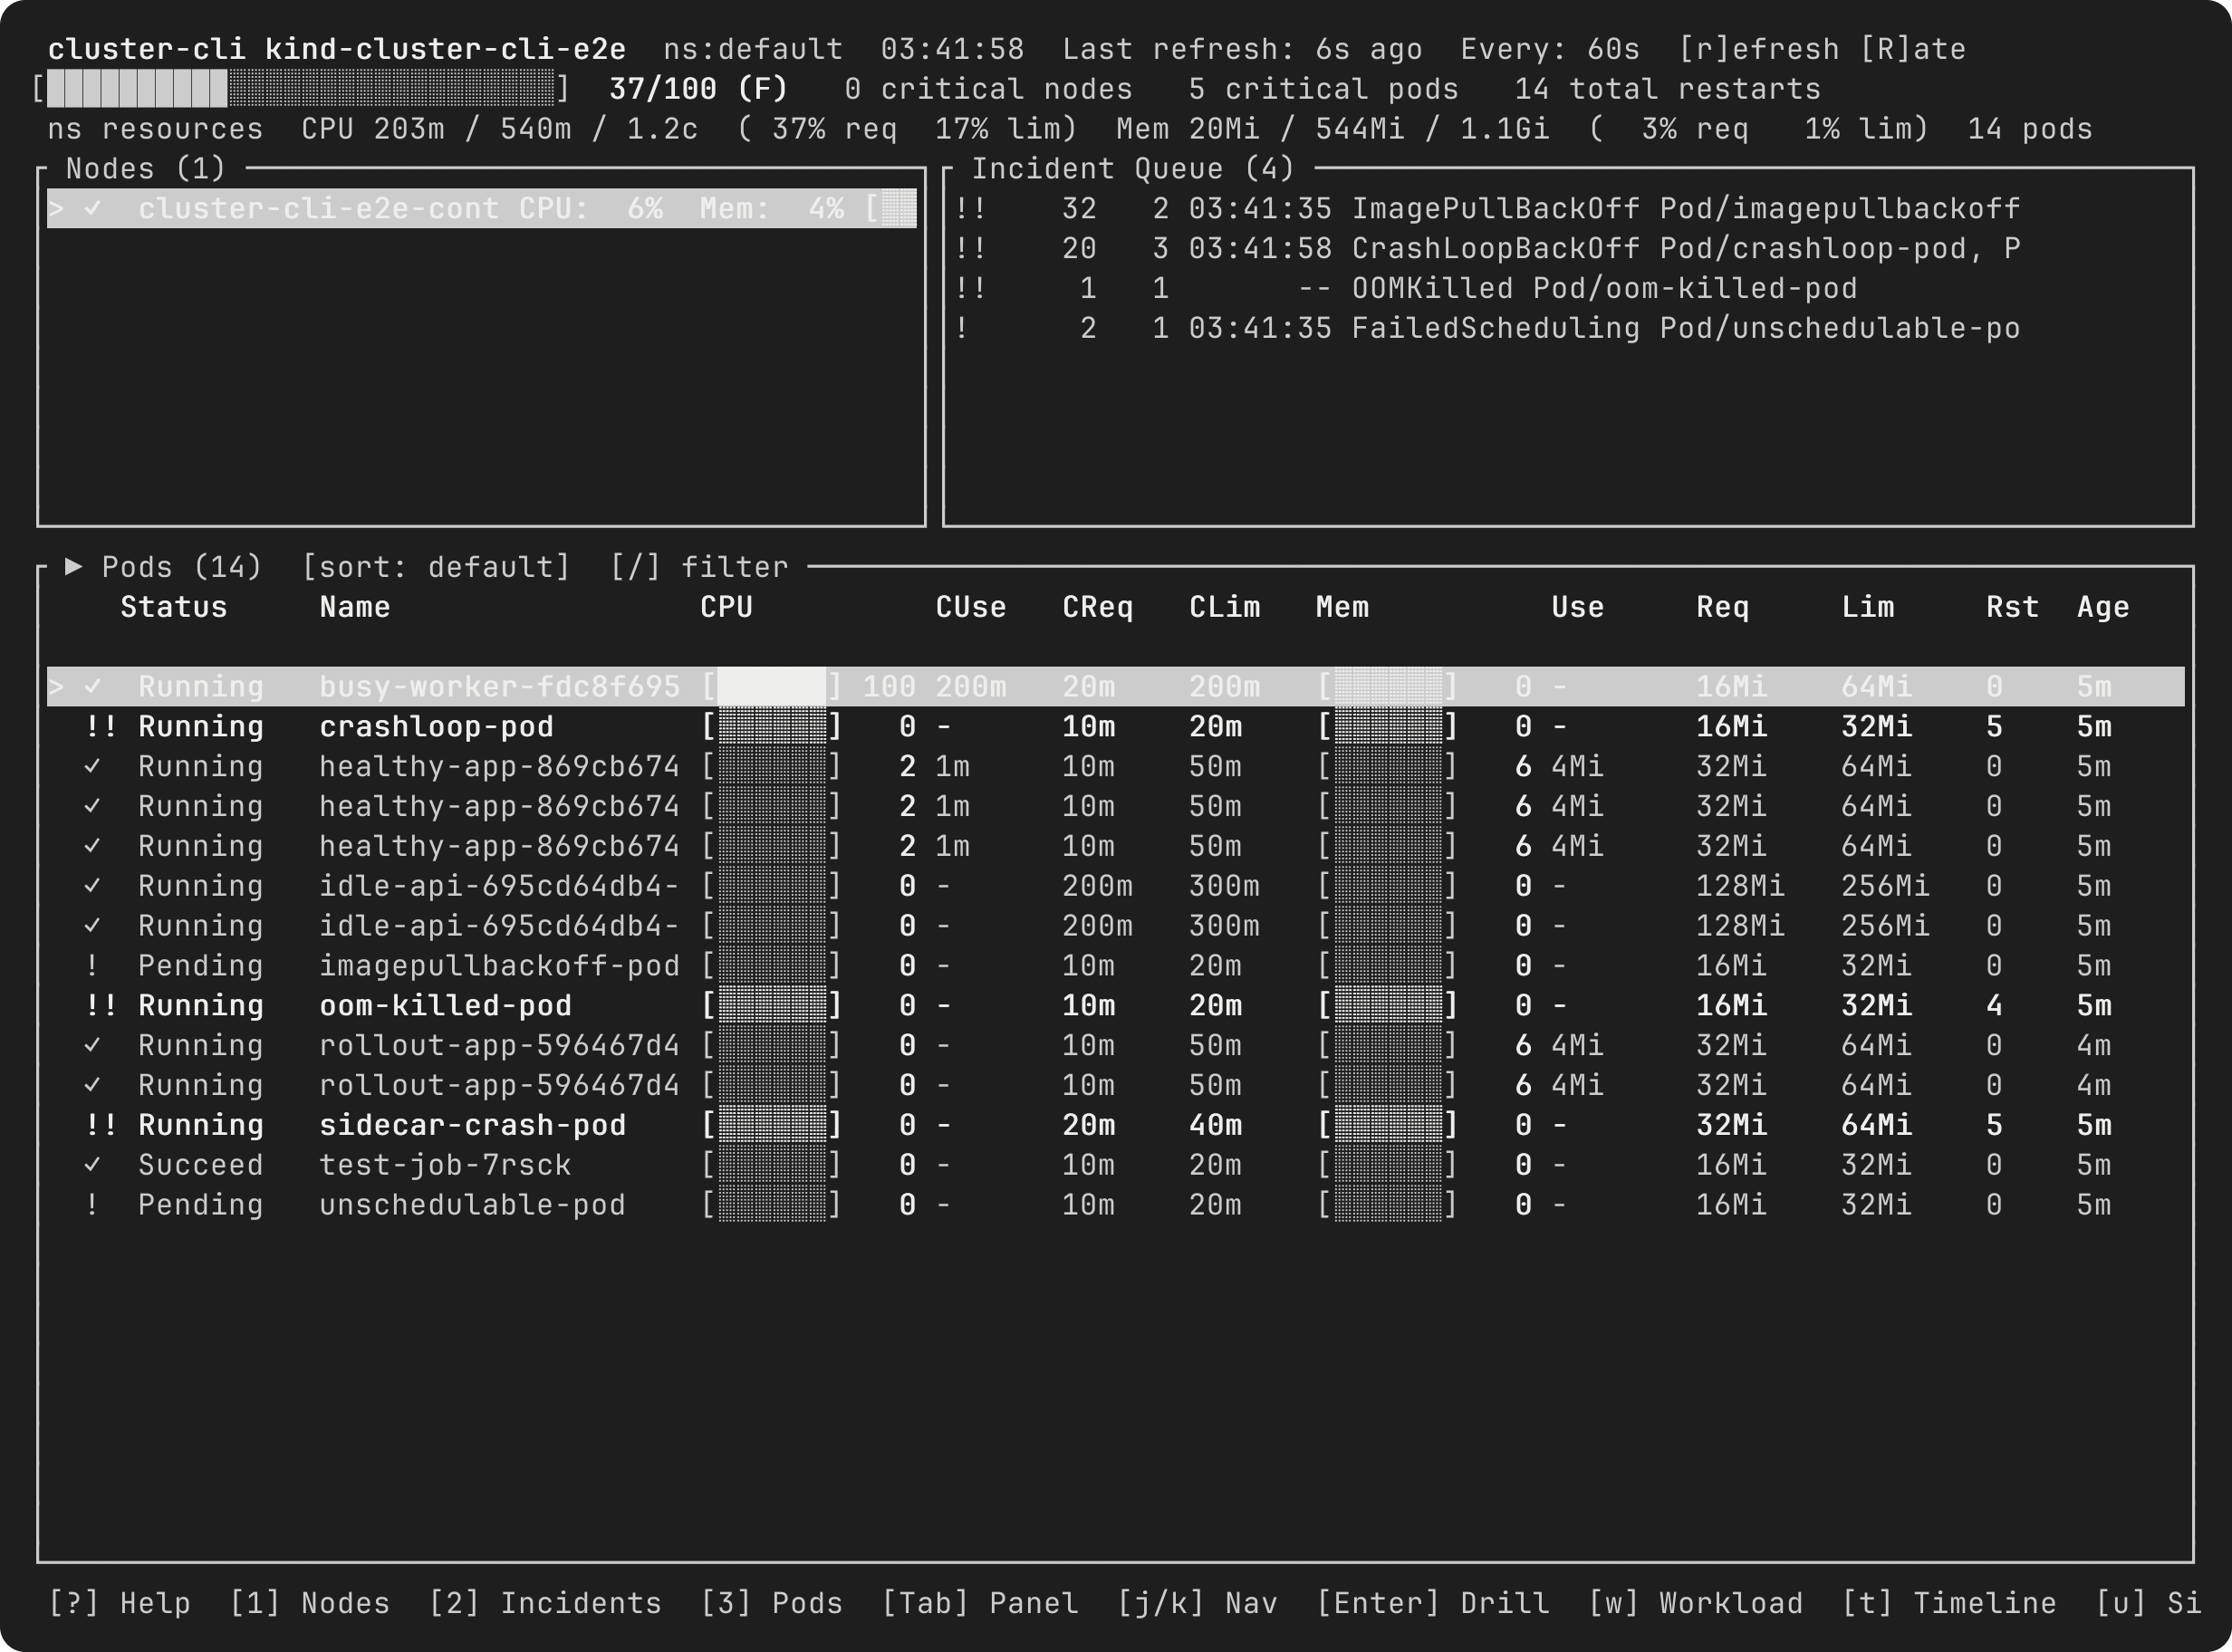 cluster-cli kind-cluster-cli-e2e  ns:default  03:41:58  Last refresh: 6s ago  Every: 60s  [r]efresh [R]ate
[██████████░░░░░░░░░░░░░░░░░░]  37/100 (F)   0 critical nodes   5 critical pods   14 total restarts
ns resources  CPU 203m / 540m / 1.2c  ( 37% req  17% lim)  Mem 20Mi / 544Mi / 1.1Gi  (  3% req   1% lim)  14 pods
Nodes (1)
> ✓  cluster-cli-e2e-cont CPU:  6%  Mem:  4% [░░
Incident Queue (4)
!!    32   2 03:41:35 ImagePullBackOff Pod/imagepullbackoff
!!    20   3 03:41:58 CrashLoopBackOff Pod/crashloop-pod, P
!!     1   1       -- OOMKilled Pod/oom-killed-pod
!      2   1 03:41:35 FailedScheduling Pod/unschedulable-po
▶ Pods (14)  [sort: default]  [/] filter
Status     Name                 CPU          CUse   CReq   CLim   Mem          Use     Req     Lim     Rst  Age
> ✓  Running   busy-worker-fdc8f695 [██████] 100 200m   20m    200m   [░░░░░░]   0 -       16Mi    64Mi    0    5m
!! Running   crashloop-pod        [░░░░░░]   0 -      10m    20m    [░░░░░░]   0 -       16Mi    32Mi    5    5m
✓  Running   healthy-app-869cb674 [░░░░░░]   2 1m     10m    50m    [░░░░░░]   6 4Mi     32Mi    64Mi    0    5m
✓  Running   healthy-app-869cb674 [░░░░░░]   2 1m     10m    50m    [░░░░░░]   6 4Mi     32Mi    64Mi    0    5m
✓  Running   healthy-app-869cb674 [░░░░░░]   2 1m     10m    50m    [░░░░░░]   6 4Mi     32Mi    64Mi    0    5m
✓  Running   idle-api-695cd64db4- [░░░░░░]   0 -      200m   300m   [░░░░░░]   0 -       128Mi   256Mi   0    5m
✓  Running   idle-api-695cd64db4- [░░░░░░]   0 -      200m   300m   [░░░░░░]   0 -       128Mi   256Mi   0    5m
!  Pending   imagepullbackoff-pod [░░░░░░]   0 -      10m    20m    [░░░░░░]   0 -       16Mi    32Mi    0    5m
!! Running   oom-killed-pod       [░░░░░░]   0 -      10m    20m    [░░░░░░]   0 -       16Mi    32Mi    4    5m
✓  Running   rollout-app-596467d4 [░░░░░░]   0 -      10m    50m    [░░░░░░]   6 4Mi     32Mi    64Mi    0    4m
✓  Running   rollout-app-596467d4 [░░░░░░]   0 -      10m    50m    [░░░░░░]   6 4Mi     32Mi    64Mi    0    4m
!! Running   sidecar-crash-pod    [░░░░░░]   0 -      20m    40m    [░░░░░░]   0 -       32Mi    64Mi    5    5m
✓  Succeed   test-job-7rsck       [░░░░░░]   0 -      10m    20m    [░░░░░░]   0 -       16Mi    32Mi    0    5m
!  Pending   unschedulable-pod    [░░░░░░]   0 -      10m    20m    [░░░░░░]   0 -       16Mi    32Mi    0    5m
[?] Help  [1] Nodes  [2] Incidents  [3] Pods  [Tab] Panel  [j/k] Nav  [Enter] Drill  [w] Workload  [t] Timeline  [u] Si